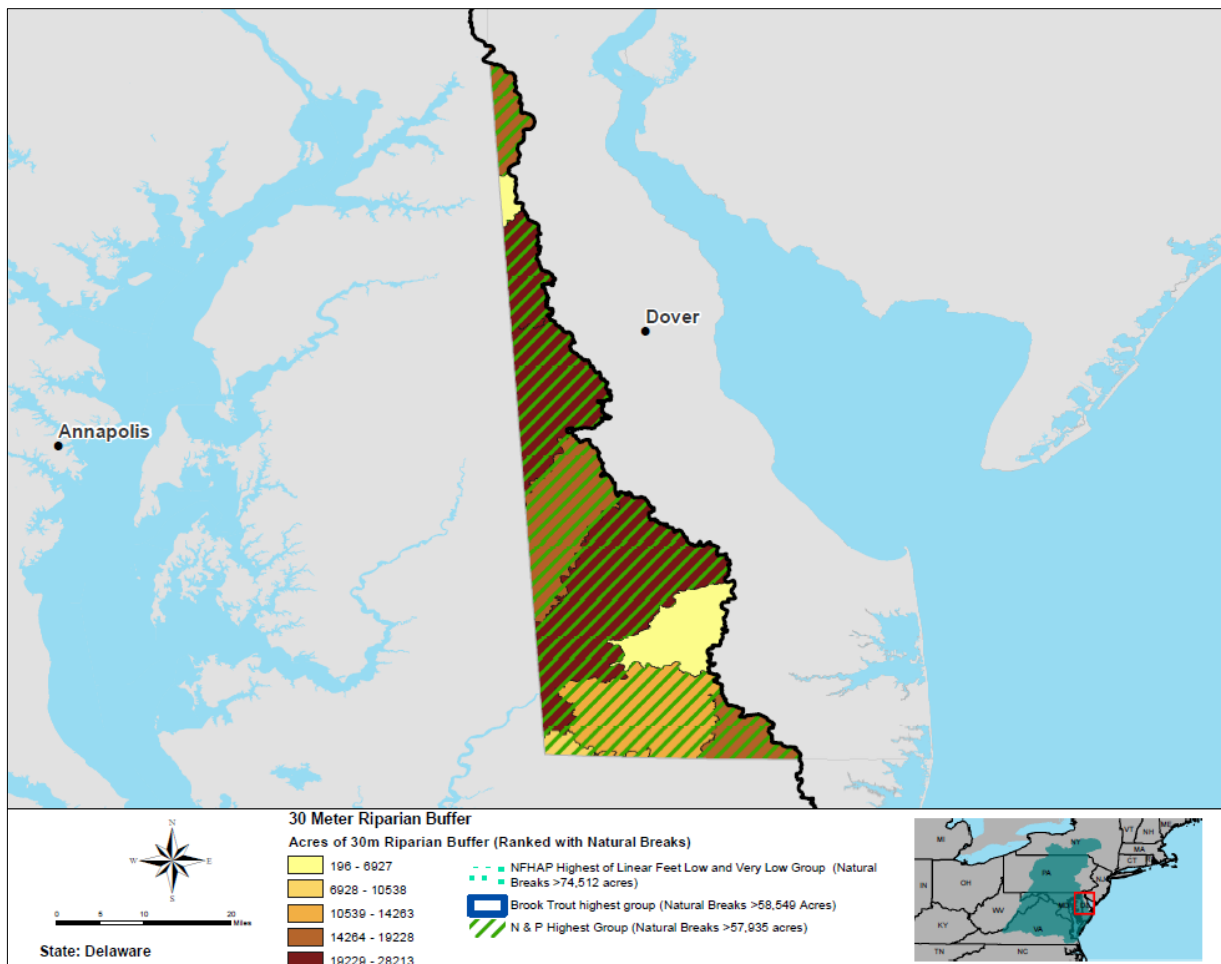 Dover
Annapolis
N
W
E
S
0
5
10
20
Miles
State: Delaware
30 Meter Riparian Buffer
Acres of 30m Riparian Buffer (Ranked with Natural Breaks)
196 - 6927
6928 - 10538
10539 - 14263
14264 - 19228
19229 - 28213
NFHAP Highest of Linear Feet Low and Very Low Group (Natural
Breaks >74,512 acres)
Brook Trout highest group (Natural Breaks >58,549 Acres)
N & P Highest Group (Natural Breaks >57,935 acres)
MI
NY
VT
NH
ME
MA
CT
PA
NJ
IN
OH
WV
KY
VA
TN
NC